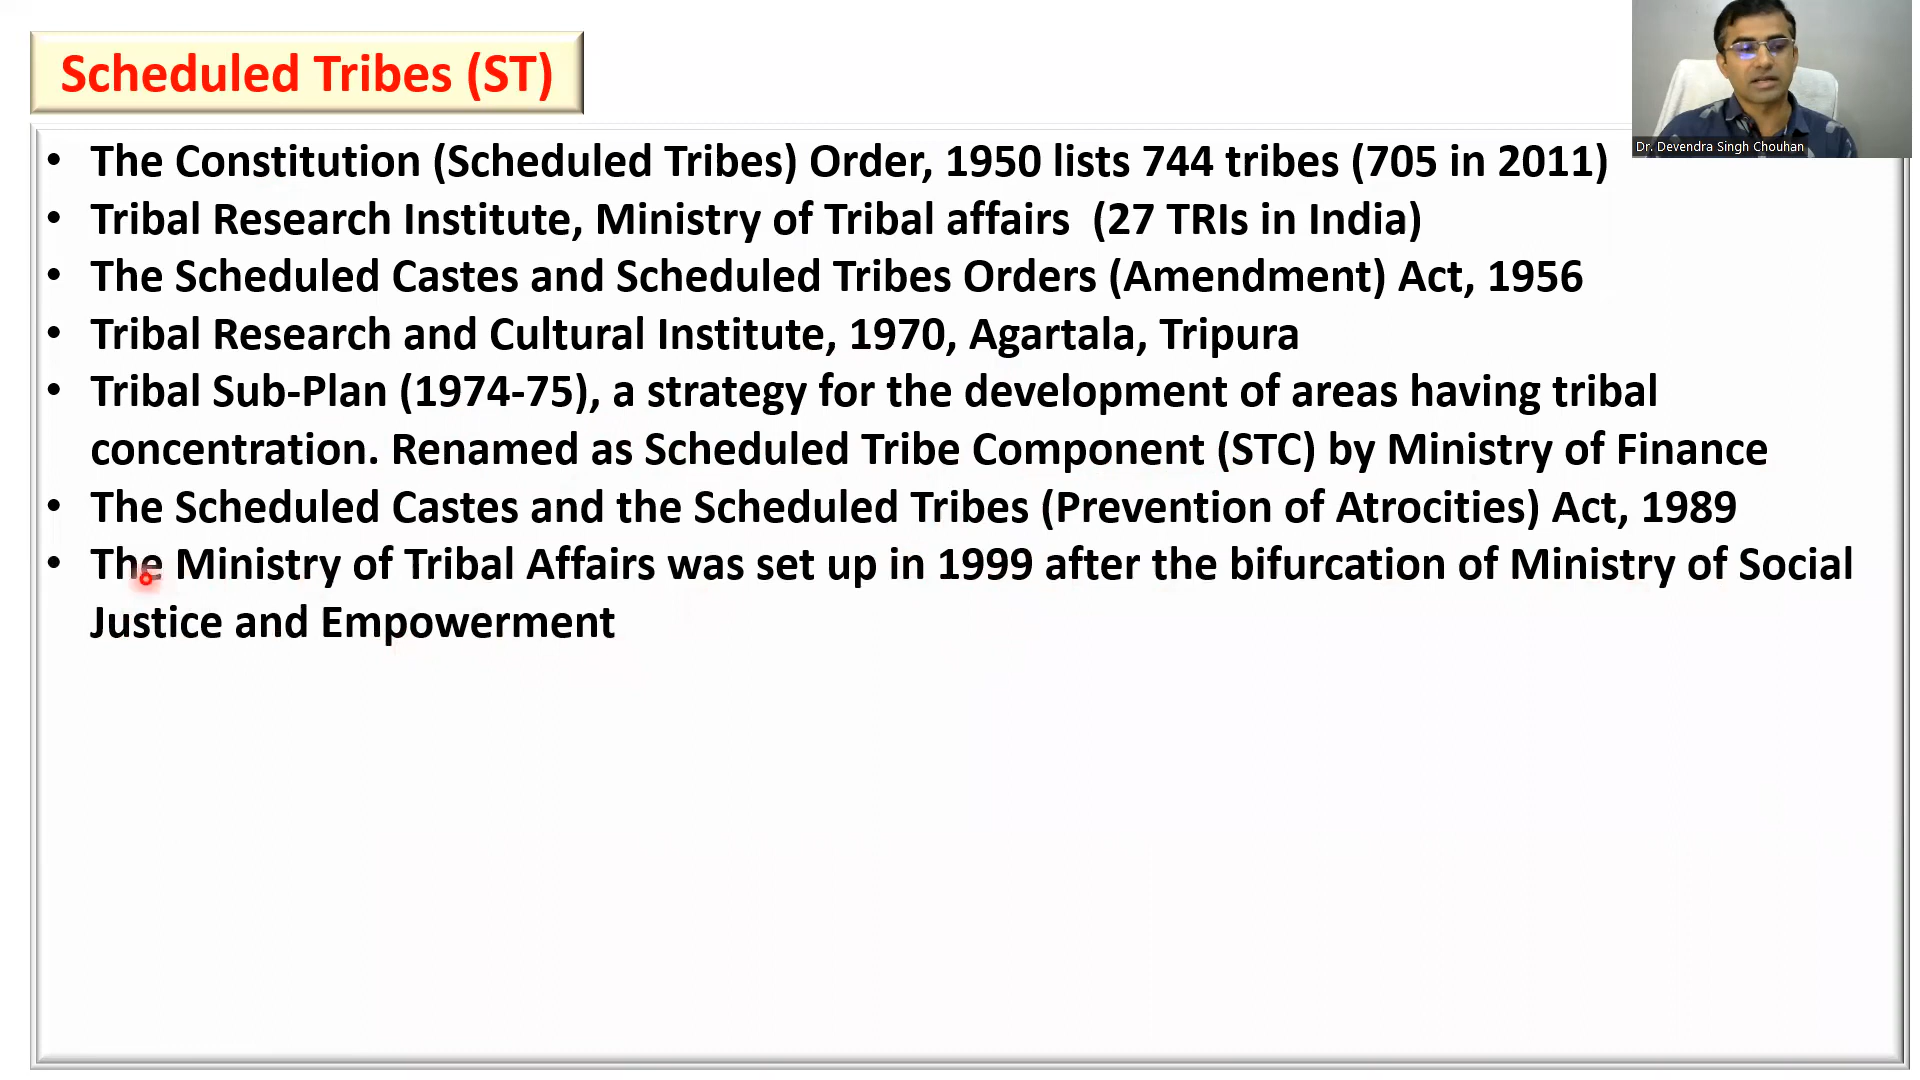 Scheduled Tribes (ST)
Dr. Devendra Singh Chouhan
• The Constitution (Scheduled Tribes) Order, 1950 lists 744 tribes (705 in 2011)
• Tribal Research Institute, Ministry of Tribal affairs (27 TRIs in India)
• The Scheduled Castes and Scheduled Tribes Orders (Amendment) Act, 1956
• Tribal Research and Cultural Institute, 1970, Agartala, Tripura
• Tribal Sub-Plan (1974-75), a strategy for the development of areas having tribal
concentration. Renamed as Scheduled Tribe Component (STC) by Ministry of Finance
• The Scheduled Castes and the Scheduled Tribes (Prevention of Atrocities) Act, 1989
• The Ministry of Tribal Affairs was set up in 1999 after the bifurcation of Ministry of Social
Justice and Empowerment